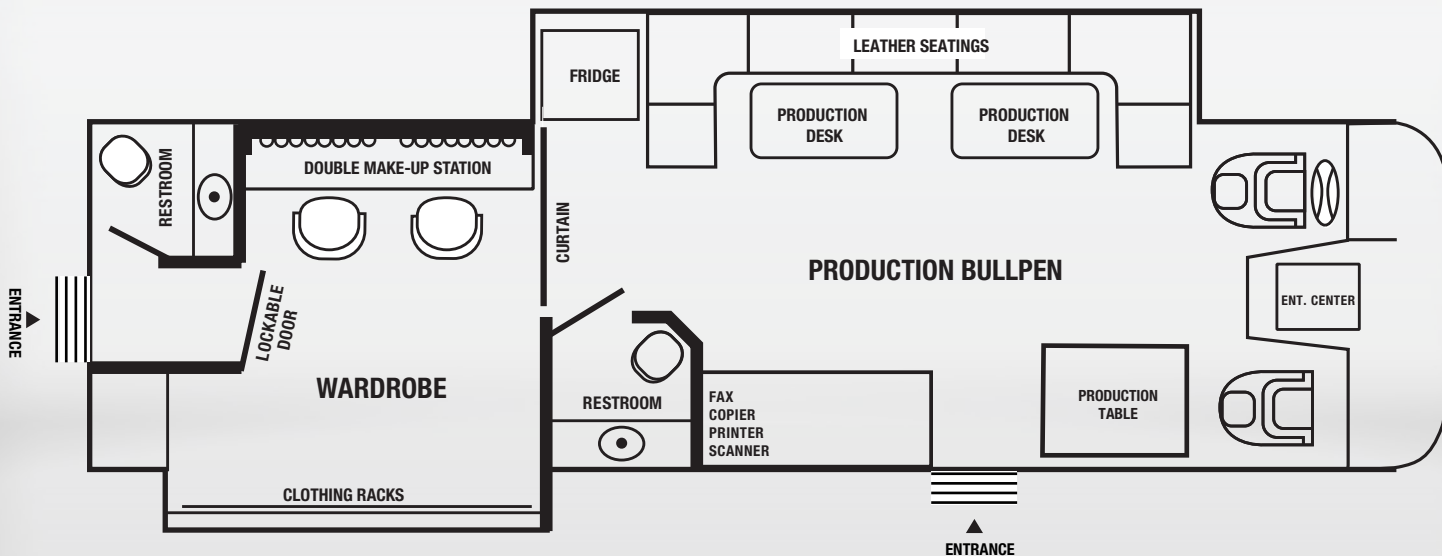 LEATHER SEATINGS
FRIDGE
PRODUCTION
DESK
PRODUCTION
DESK
RESTROOM
DOUBLE MAKE-UP STATION
CURTAIN
PRODUCTION BULLPEN
ENTRANCE
LOCKABLE
DOOR
ENT. CENTER
WARDROBE
RESTROOM
FAX
COPIER
PRINTER
SCANNER
PRODUCTION
TABLE
CLOTHING RACKS
ENTRANCE